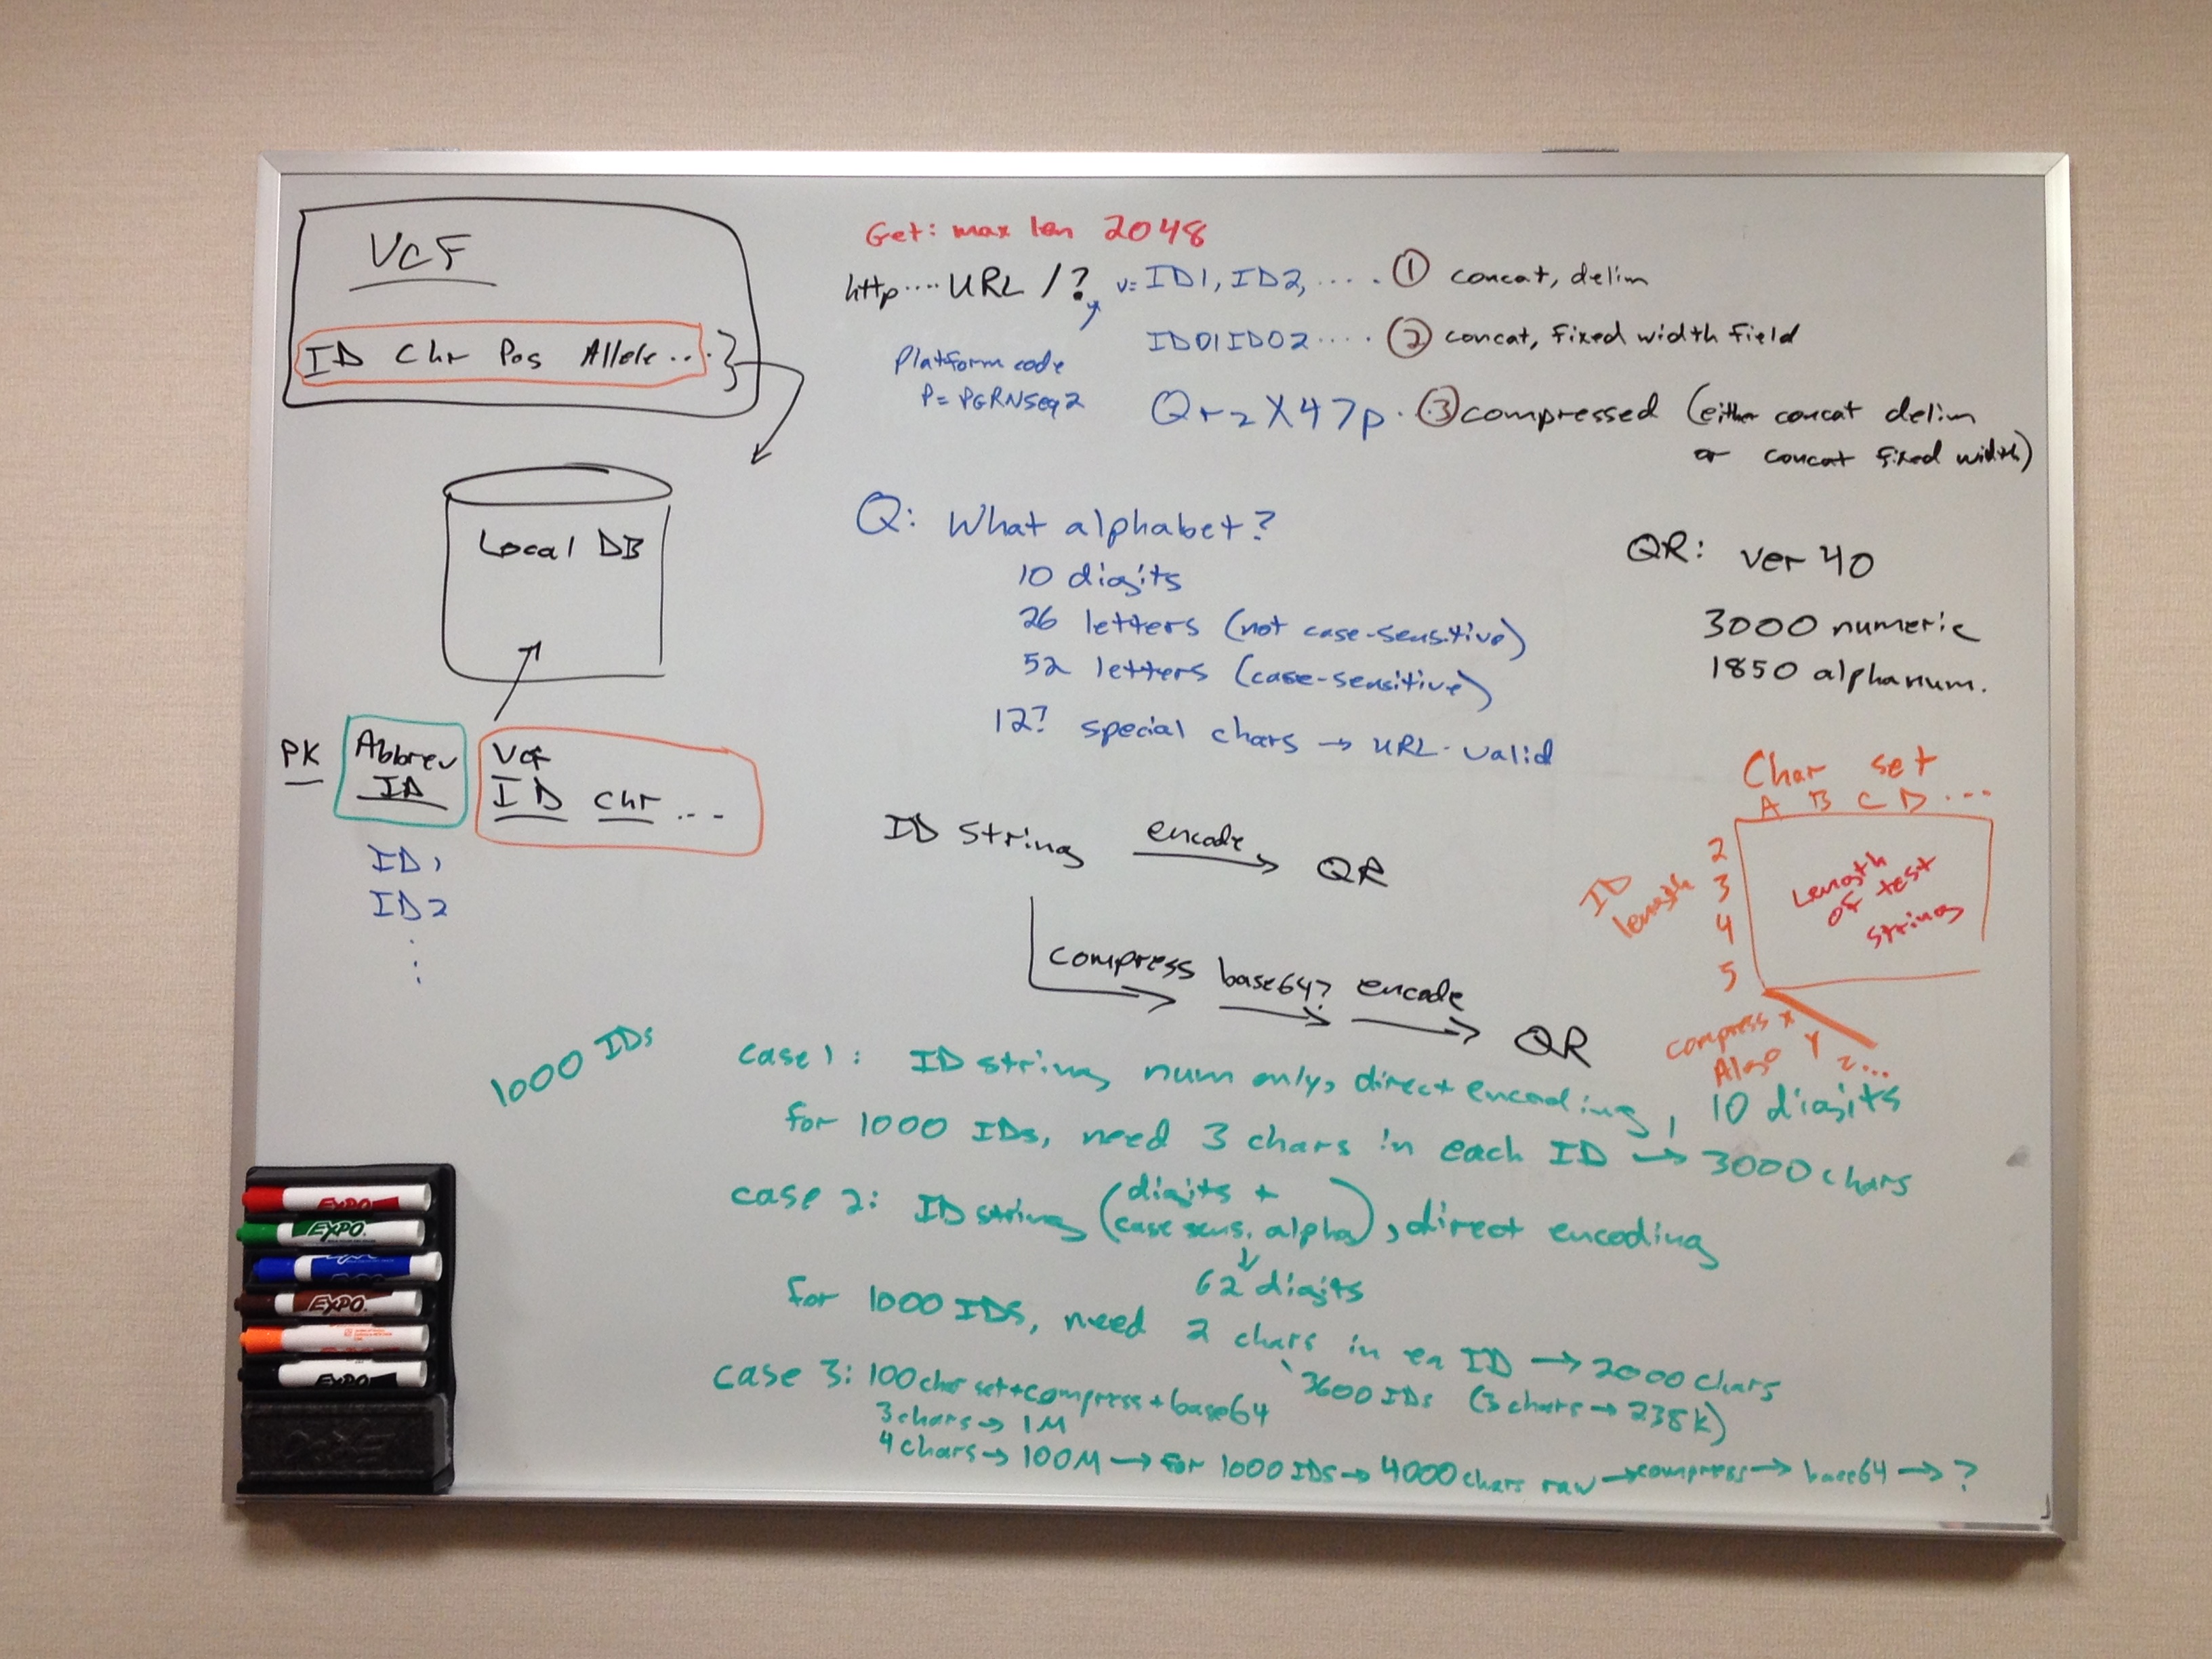 VCF
ID Chr Pos Allele...
Local DB
PK
Abbrev
ID
Vcf
ID Chr ...
ID1
ID2
Get: max len 2048
http.... URL /? v= ID1, ID2, ..... ① concat, delim
ID01ID02..... ② concat, fixed width field
Platform code
P= PGRNSeq2
Qr2X47p. .③ compressed (either concat delim
or concat fixed width)
Q: What alphabet?
10 digits
26 letters (not case-sensitive)
52 letters (case-sensitive)
12? special chars → URL-valid
QR: ver 40
3000 numeric
1850 alphanum.
Char set
A B C D ...
ID
length
2
3
4
5
Length
of test
strings
compress
Algo
X
Y
Z...
ID string encode QR
compress base64? encode QR
1000 IDs
case 1: ID string num only, direct encoding, 10 digits
for 1000 IDs, need 3 chars in each ID → 3000 chars
case 2: ID string (digits +
case sens. alpha), direct encoding
62 digits
for 1000 IDs, need 2 chars in ea ID → 2000 chars
3600 IDs (3 chars → 238k)
case 3: 100 char set + compress + base64
3 chars → 1M
4 chars → 100M → for 1000 IDs → 4000 chars raw → compress → base64 → ?
EXPO
EXPO
EXPO
EXPO